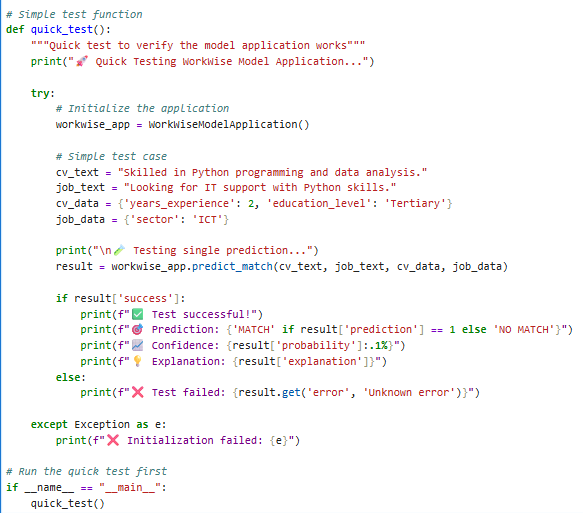 # Simple test function
def quick_test():
    """Quick test to verify the model application works"""
    print("🚀 Quick Testing WorkWise Model Application...")

    try:
        # Initialize the application
        workwise_app = WorkWiseModelApplication()

        # Simple test case
        cv_text = "Skilled in Python programming and data analysis."
        job_text = "Looking for IT support with Python skills."
        cv_data = {'years_experience': 2, 'education_level': 'Tertiary'}
        job_data = {'sector': 'ICT'}

        print("\n🧪 Testing single prediction...")
        result = workwise_app.predict_match(cv_text, job_text, cv_data, job_data)

        if result['success']:
            print(f"✅ Test successful!")
            print(f"🎯 Prediction: {'MATCH' if result['prediction'] == 1 else 'NO MATCH'}")
            print(f"📈 Confidence: {result['probability']:.1%}")
            print(f"💡 Explanation: {result['explanation']}")
        else:
            print(f"❌ Test failed: {result.get('error', 'Unknown error')}")

    except Exception as e:
        print(f"❌ Initialization failed: {e}")

# Run the quick test first
if __name__ == "__main__":
    quick_test()